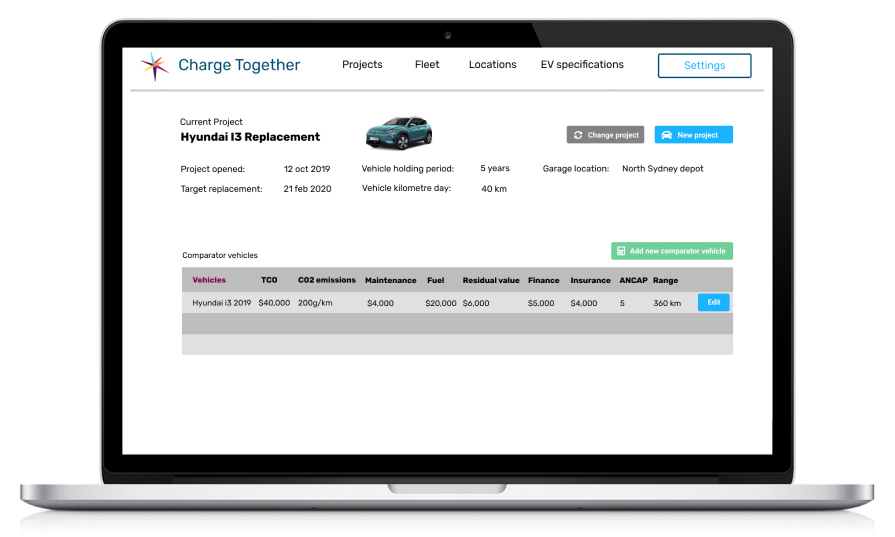 Charge Together Projects Fleet Locations EV specifications Settings
Current Project
Hyundai I3 Replacement
Change project New project
Project opened: 12 oct 2019 Vehicle holding period: 5 years Garage location: North Sydney depot
Target replacement: 21 feb 2020 Vehicle kilometre day: 40 km
Comparator vehicles Add new comparator vehicle
Vehicles TCO CO2 emissions Maintenance Fuel Residual value Finance Insurance ANCAP Range
Hyundai i3 2019 $40,000 200g/km $4,000 $20,000 $6,000 $5,000 $4,000 5 360 km Edit